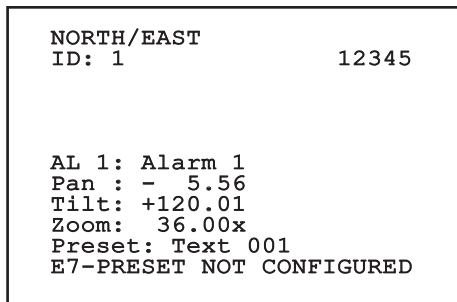 NORTH/EAST
ID: 1 12345
AL 1: Alarm 1
Pan : - 5.56
Tilt: +120.01
Zoom: 36.00x
Preset: Text 001
E7-PRESET NOT CONFIGURED